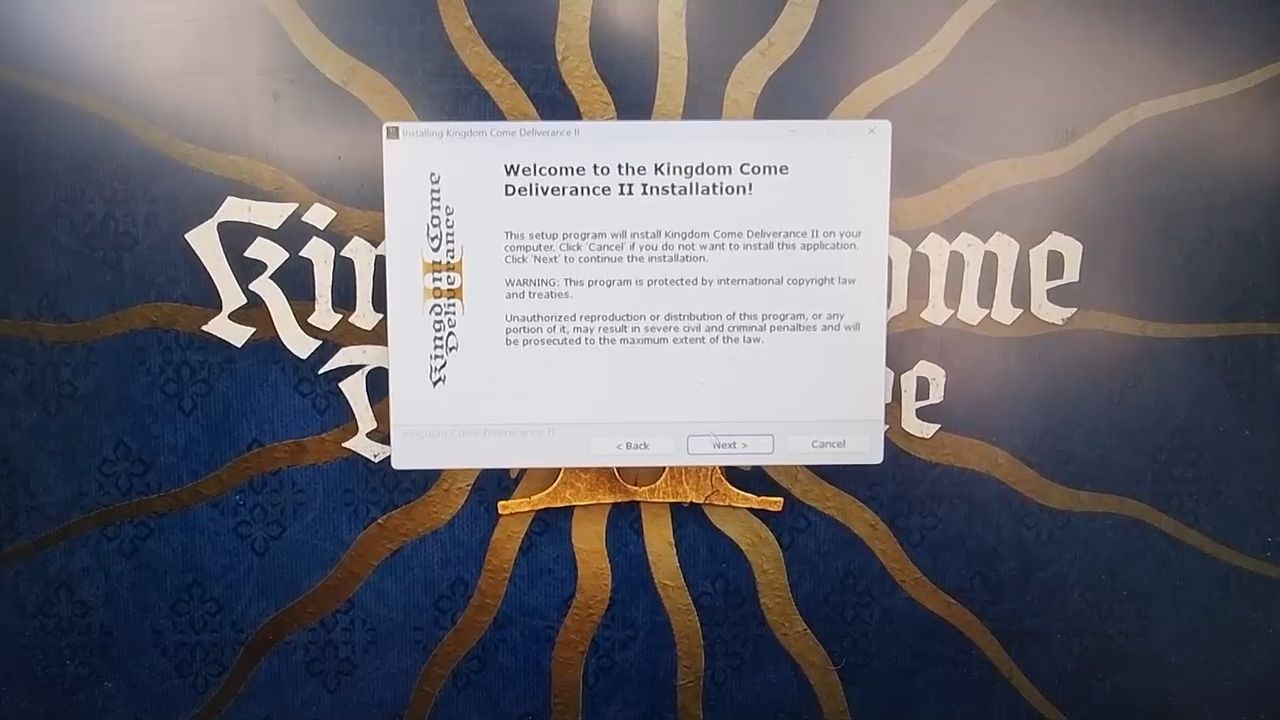 Installing Kingdom Come Deliverance II
Welcome to the Kingdom Come
Deliverance II Installation!
This setup program will install Kingdom Come Deliverance II on your
computer. Click 'Cancel' if you do not want to install this application.
Click 'Next' to continue the installation.
WARNING: This program is protected by international copyright law
and treaties.
Unauthorized reproduction or distribution of this program, or any
portion of it, may result in severe civil and criminal penalties and will
be prosecuted to the maximum extent of the law.
Kingdom Come
Deliverance
Kingdom Come Deliverance II
< Back
Next >
Cancel